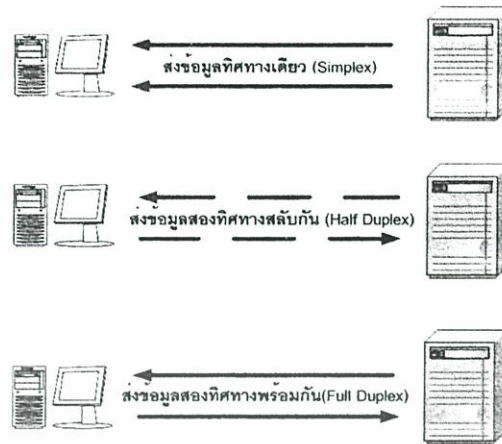 ส่งข้อมูลทิศทางเดียว (Simplex)
ส่งข้อมูลสองทิศทางสลับกัน (Half Duplex)
ส่งข้อมูลสองทิศทางพร้อมกัน(Full Duplex)